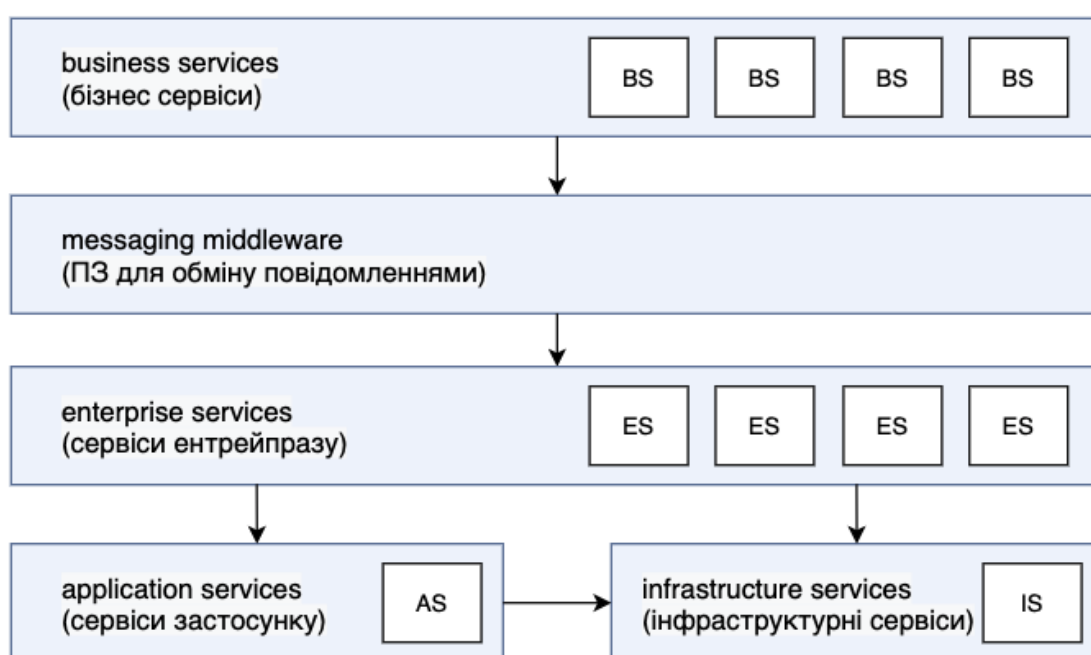 business services
(бізнес сервіси)
BS
BS
BS
BS
messaging middleware
(ПЗ для обміну повідомленнями)
enterprise services
(сервіси ентрейпразу)
ES
ES
ES
ES
application services
(сервіси застосунку)
AS
infrastructure services
(інфраструктурні сервіси)
IS